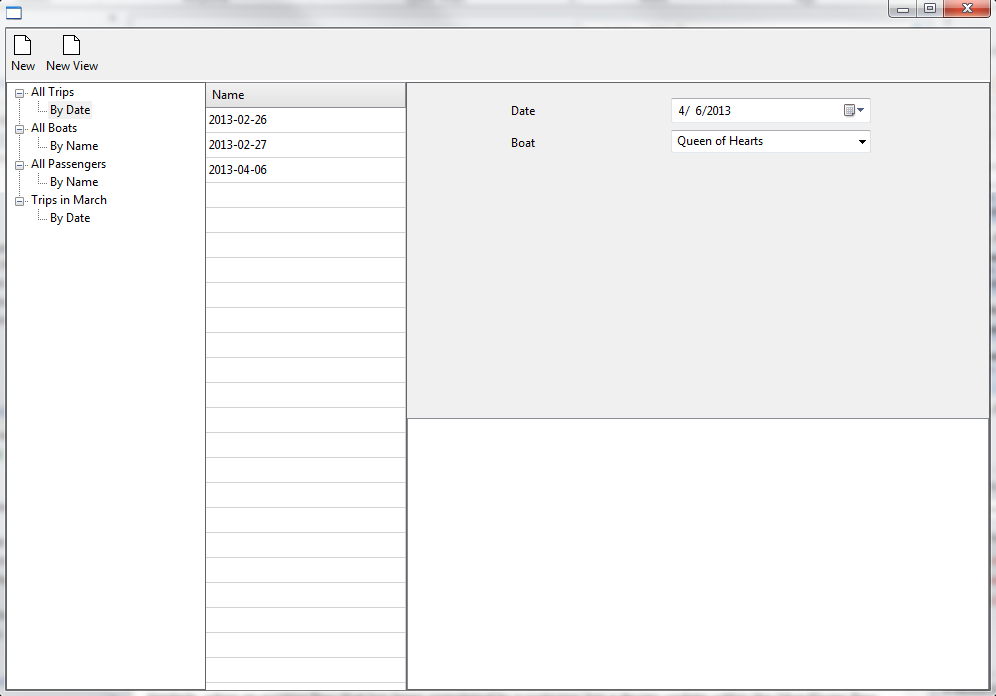 New New View
All Trips
By Date
All Boats
By Name
All Passengers
By Name
Trips in March
By Date
Name
2013-02-26
2013-02-27
2013-04-06
Date 4/ 6/2013
Boat Queen of Hearts